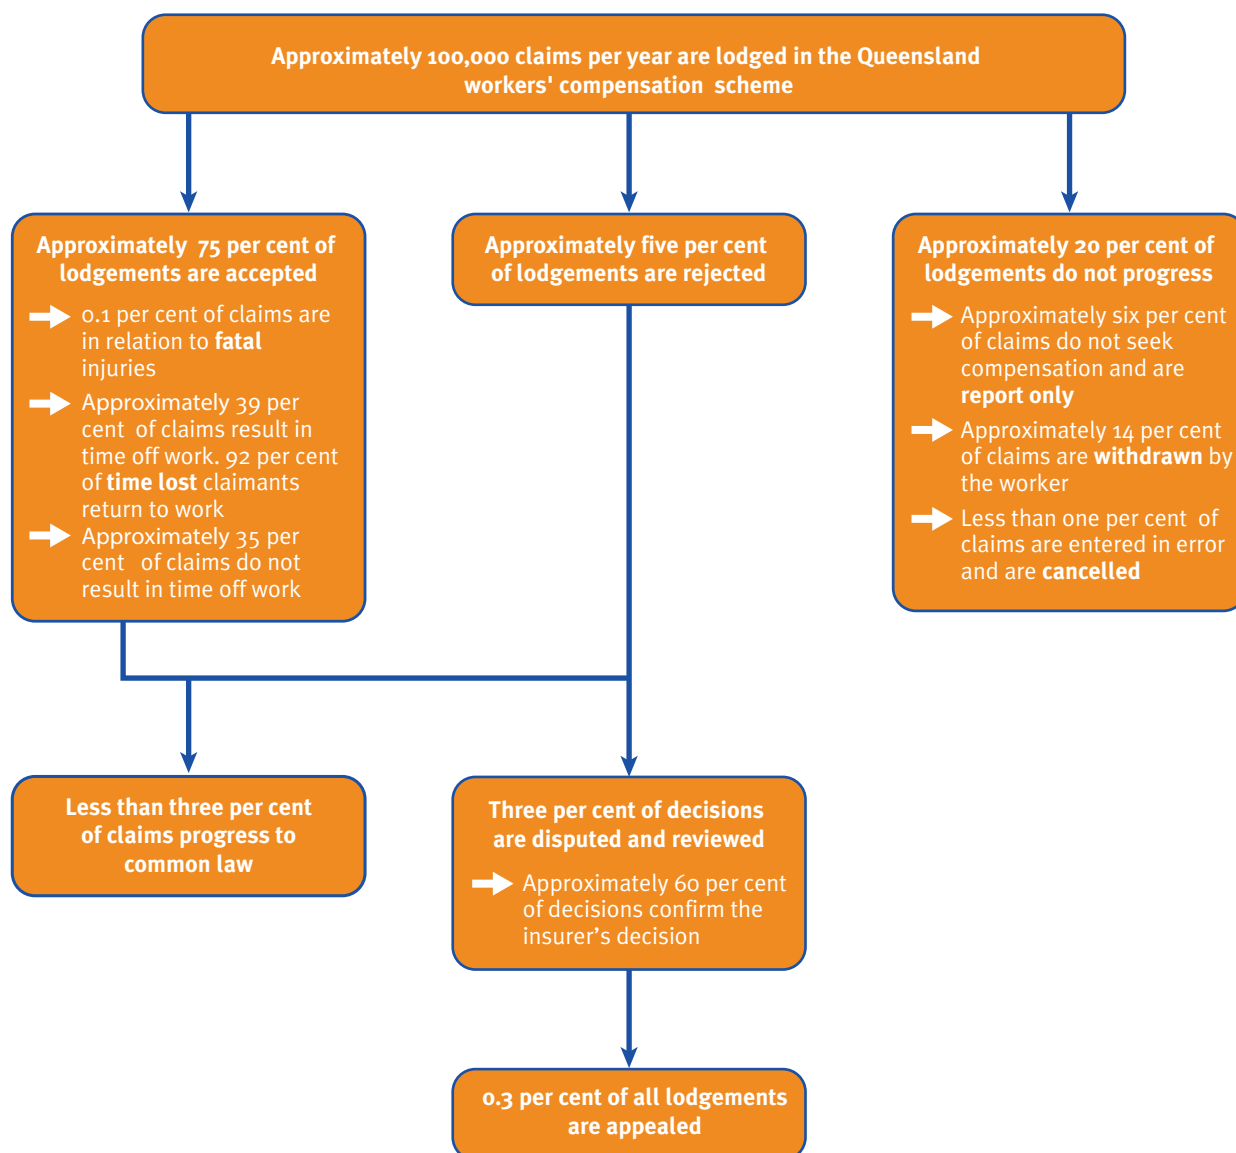 Approximately 100,000 claims per year are lodged in the Queensland
workers' compensation scheme
Approximately 75 per cent of
lodgements are accepted
0.1 per cent of claims are
in relation to fatal
injuries
Approximately 39 per
cent of claims result in
time off work. 92 per cent
of time lost claimants
return to work
Approximately 35 per
cent of claims do not
result in time off work
Approximately five per cent
of lodgements are rejected
Approximately 20 per cent of
lodgements do not progress
Approximately six per cent
of claims do not seek
compensation and are
report only
Approximately 14 per cent
of claims are withdrawn by
the worker
Less than one per cent of
claims are entered in error
and are cancelled
Less than three per cent
of claims progress to
common law
Three per cent of decisions
are disputed and reviewed
Approximately 60 per cent
of decisions confirm the
insurer’s decision
0.3 per cent of all lodgements
are appealed